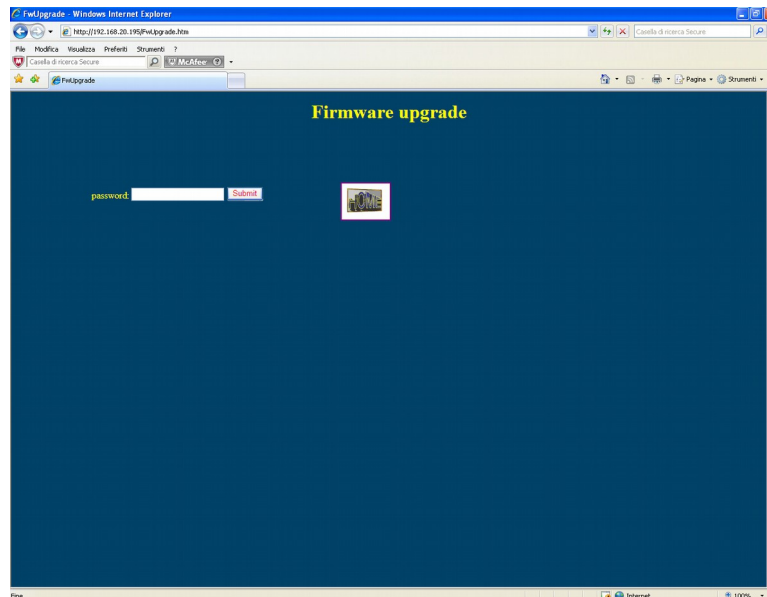 FwUpgrade - Windows Internet Explorer
http://192.168.20.195/FwUpgrade.htm
Casella di ricerca Secure
File Modifica Visualizza Preferiti Strumenti ?
Casella di ricerca Secure McAfee
FwUpgrade
Pagina Strumenti
Firmware upgrade
password: Submit
HOME
Fine Internet 100%